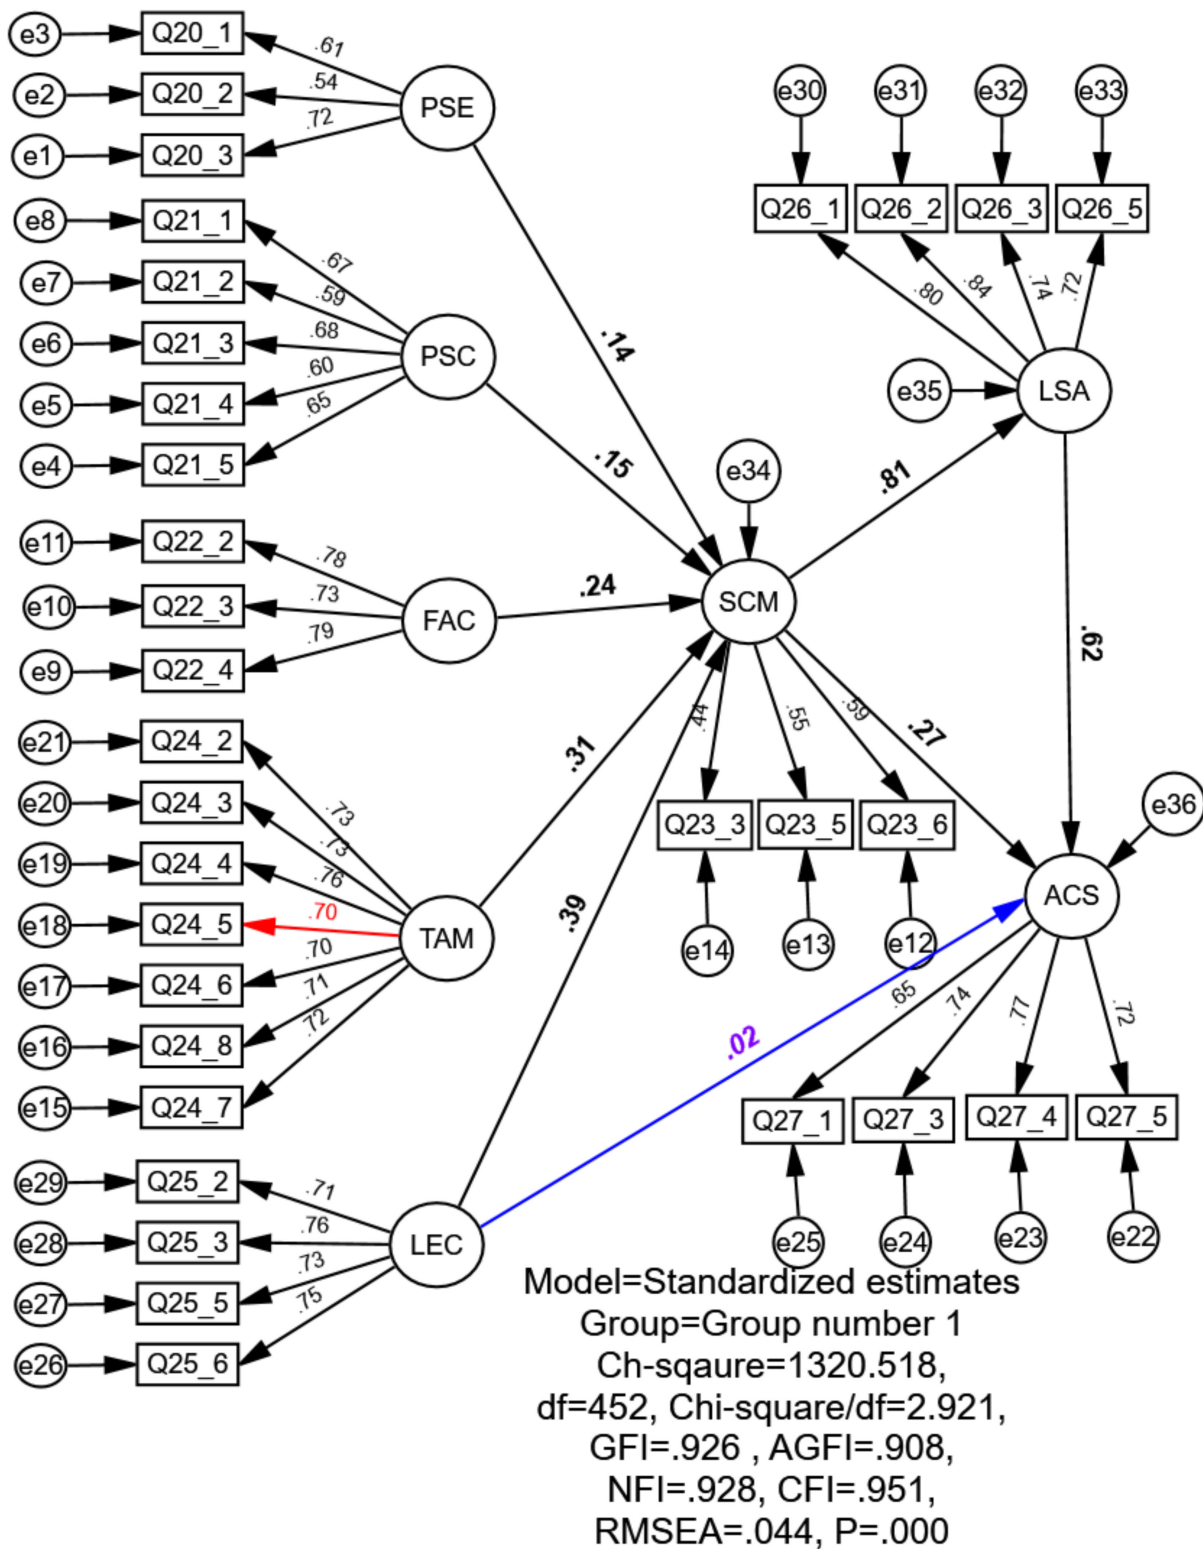 e3 Q20_1 .61
e2 Q20_2 .54 PSE
e1 Q20_3 .72
e8 Q21_1 .67
e7 Q21_2 .59
e6 Q21_3 .68 PSC
e5 Q21_4 .60
e4 Q21_5 .65
e11 Q22_2 .78
e10 Q22_3 .73 FAC
e9 Q22_4 .79
e21 Q24_2 .73
e20 Q24_3 .73
e19 Q24_4 .76
e18 Q24_5 .70 TAM
e17 Q24_6 .70
e16 Q24_8 .71
e15 Q24_7 .72
e29 Q25_2 .71
e28 Q25_3 .76 LEC
e27 Q25_5 .73
e26 Q25_6 .75
.14
.15
.24
.31
.39
e34
SCM
.44 .55 .59
Q23_3 Q23_5 Q23_6
e14 e13 e12
.81
.27
.02
e30 e31 e32 e33
Q26_1 Q26_2 Q26_3 Q26_5
.80 .84 .74 .72
e35 LSA
.62
e36
ACS
.65 .74 .77 .72
Q27_1 Q27_3 Q27_4 Q27_5
e25 e24 e23 e22
Model=Standardized estimates
Group=Group number 1
Ch-sqaure=1320.518,
df=452, Chi-square/df=2.921,
GFI=.926 , AGFI=.908,
NFI=.928, CFI=.951,
RMSEA=.044, P=.000